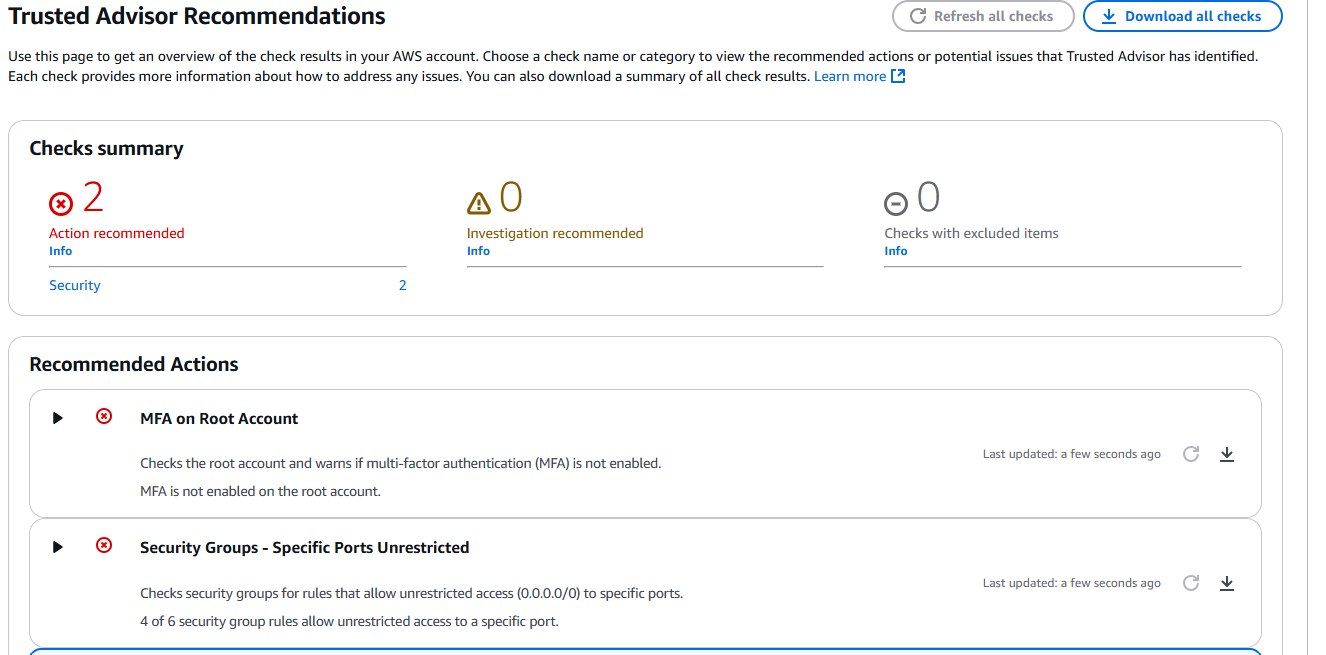 Trusted Advisor Recommendations
Refresh all checks
Download all checks
Use this page to get an overview of the check results in your AWS account. Choose a check name or category to view the recommended actions or potential issues that Trusted Advisor has identified.
Each check provides more information about how to address any issues. You can also download a summary of all check results. Learn more
Checks summary
2
Action recommended
Info
Security 2
0
Investigation recommended
Info
0
Checks with excluded items
Info
Recommended Actions
MFA on Root Account
Checks the root account and warns if multi-factor authentication (MFA) is not enabled.
MFA is not enabled on the root account.
Last updated: a few seconds ago
Security Groups - Specific Ports Unrestricted
Checks security groups for rules that allow unrestricted access (0.0.0.0/0) to specific ports.
4 of 6 security group rules allow unrestricted access to a specific port.
Last updated: a few seconds ago